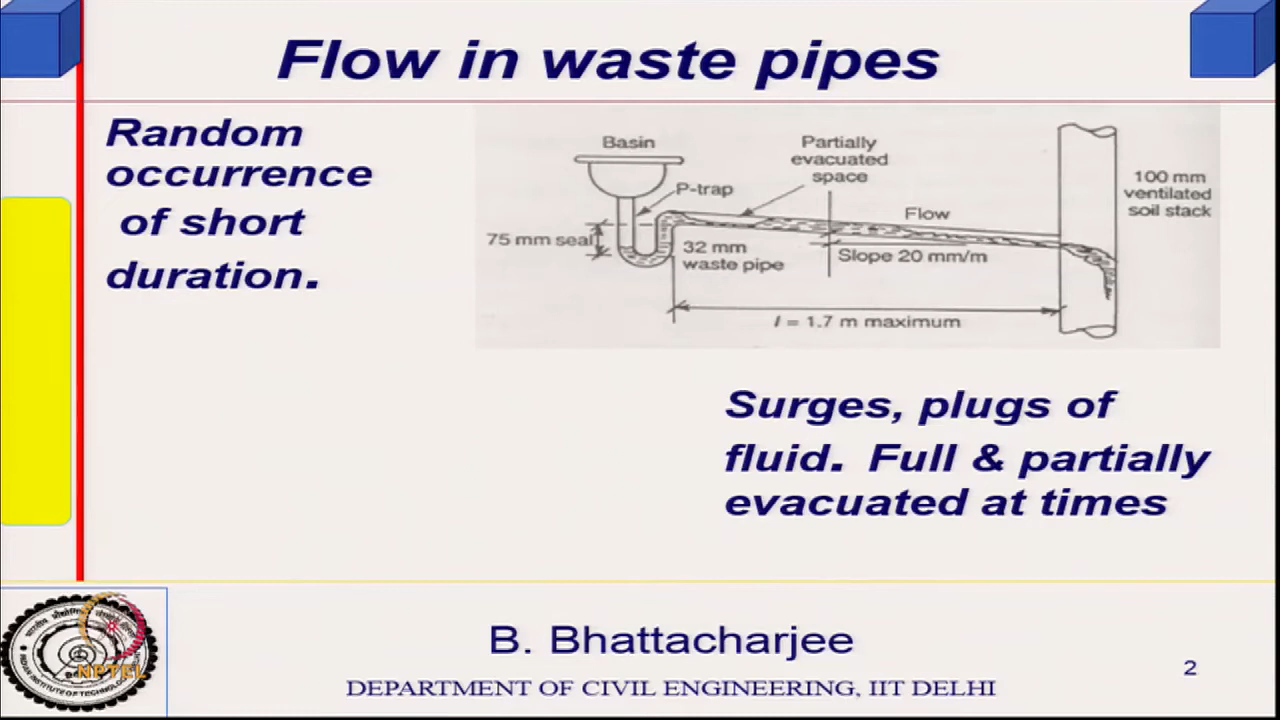 Flow in waste pipes
Random
occurrence
of short
duration.
Basin
P-trap
Partially
evacuated
space
Flow
100 mm
ventilated
soil stack
75 mm seal
32 mm
waste pipe
Slope 20 mm/m
l = 1.7 m maximum
Surges, plugs of
fluid. Full & partially
evacuated at times
B. Bhattacharjee
DEPARTMENT OF CIVIL ENGINEERING, IIT DELHI
2
NPTEL